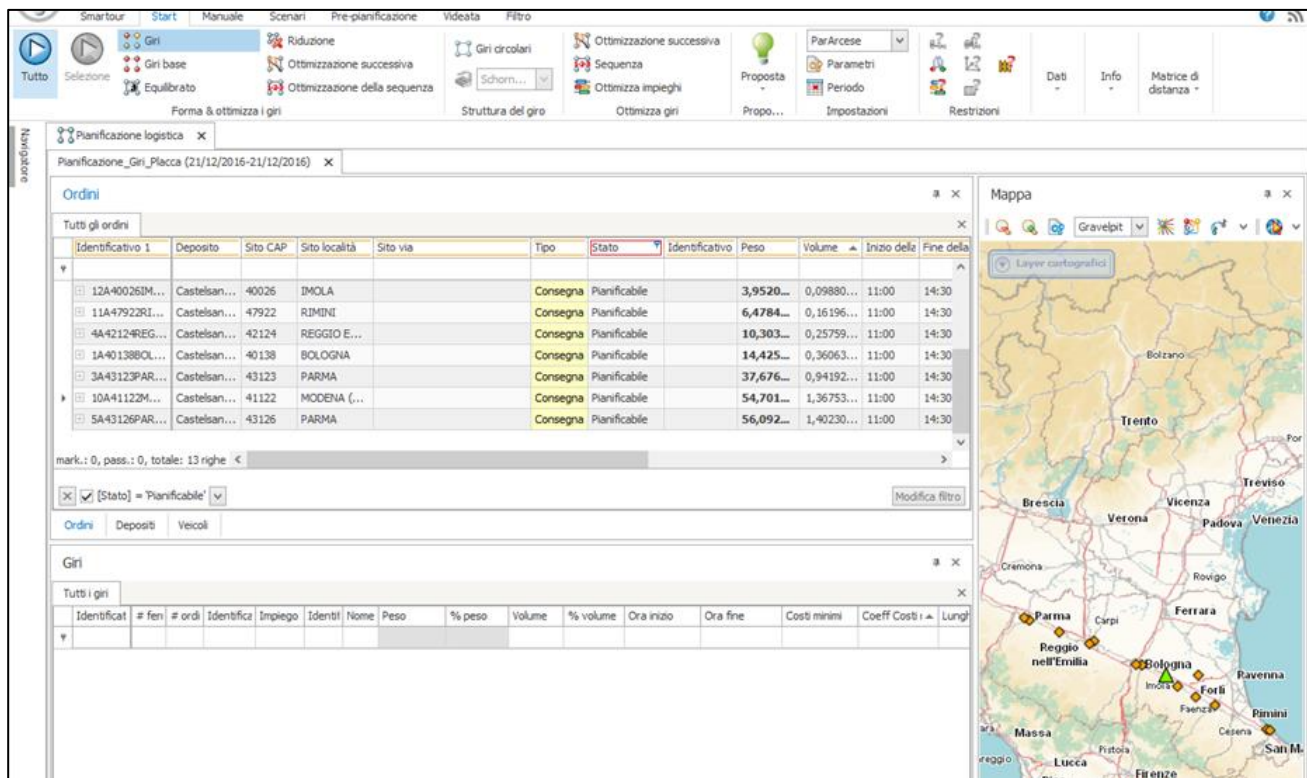 Smartour Start Manuale Scenari Pre-pianificazione Videata Filtro
Tutto
Selezione
Giri
Giri base
Equilibrato
Riduzione
Ottimizzazione successiva
Ottimizzazione della sequenza
Forma & ottimizza i giri
Giri circolari
Schorn...
Struttura del giro
Ottimizzazione successiva
Sequenza
Ottimizza impieghi
Ottimizza giri
Proposta
Propo...
ParArcese
Parametri
Periodo
Impostazioni
Restrizioni
Dati
Info
Matrice di
distanza
Navigatore
Pianificazione logistica
Pianificazione_Giri_Placca (21/12/2016-21/12/2016)
Ordini
Tutti gli ordini
Identificativo 1 Deposito Sito CAP Sito località Sito via Tipo Stato Identificativo Peso Volume Inizio della Fine della
12A40026IM... Castelsan... 40026 IMOLA Consegna Pianificabile 3,9520... 0,09880... 11:00 14:30
11A47922RI... Castelsan... 47922 RIMINI Consegna Pianificabile 6,4784... 0,16196... 11:00 14:30
4A42124REG... Castelsan... 42124 REGGIO E... Consegna Pianificabile 10,303... 0,25759... 11:00 14:30
1A40138BOL... Castelsan... 40138 BOLOGNA Consegna Pianificabile 14,425... 0,36063... 11:00 14:30
3A43123PAR... Castelsan... 43123 PARMA Consegna Pianificabile 37,676... 0,94192... 11:00 14:30
10A41122M... Castelsan... 41122 MODENA (... Consegna Pianificabile 54,701... 1,36753... 11:00 14:30
5A43126PAR... Castelsan... 43126 PARMA Consegna Pianificabile 56,092... 1,40230... 11:00 14:30
mark.: 0, pass.: 0, totale: 13 righe
[Stato] = 'Pianificabile'
Modifica filtro
Ordini Depositi Veicoli
Giri
Tutti i giri
Identificat # fern # ordi Identifica Impiego Identif Nome Peso % peso Volume % volume Ora inizio Ora fine Costi minimi Coeff Costi Lungh
Mappa
Gravelpit
Layer cartografici
Bolzano
Trento
Por
Treviso
Brescia
Vicenza
Verona
Padova
Venezia
Cremona
Rovigo
Parma
Carpi
Ferrara
Reggio
nell'Emilia
Bologna
Ravenna
Imola
Forlì
Faenza
Rimini
Cesena
Massa
San M.
Pistoia
reggio
Lucca
Firenze